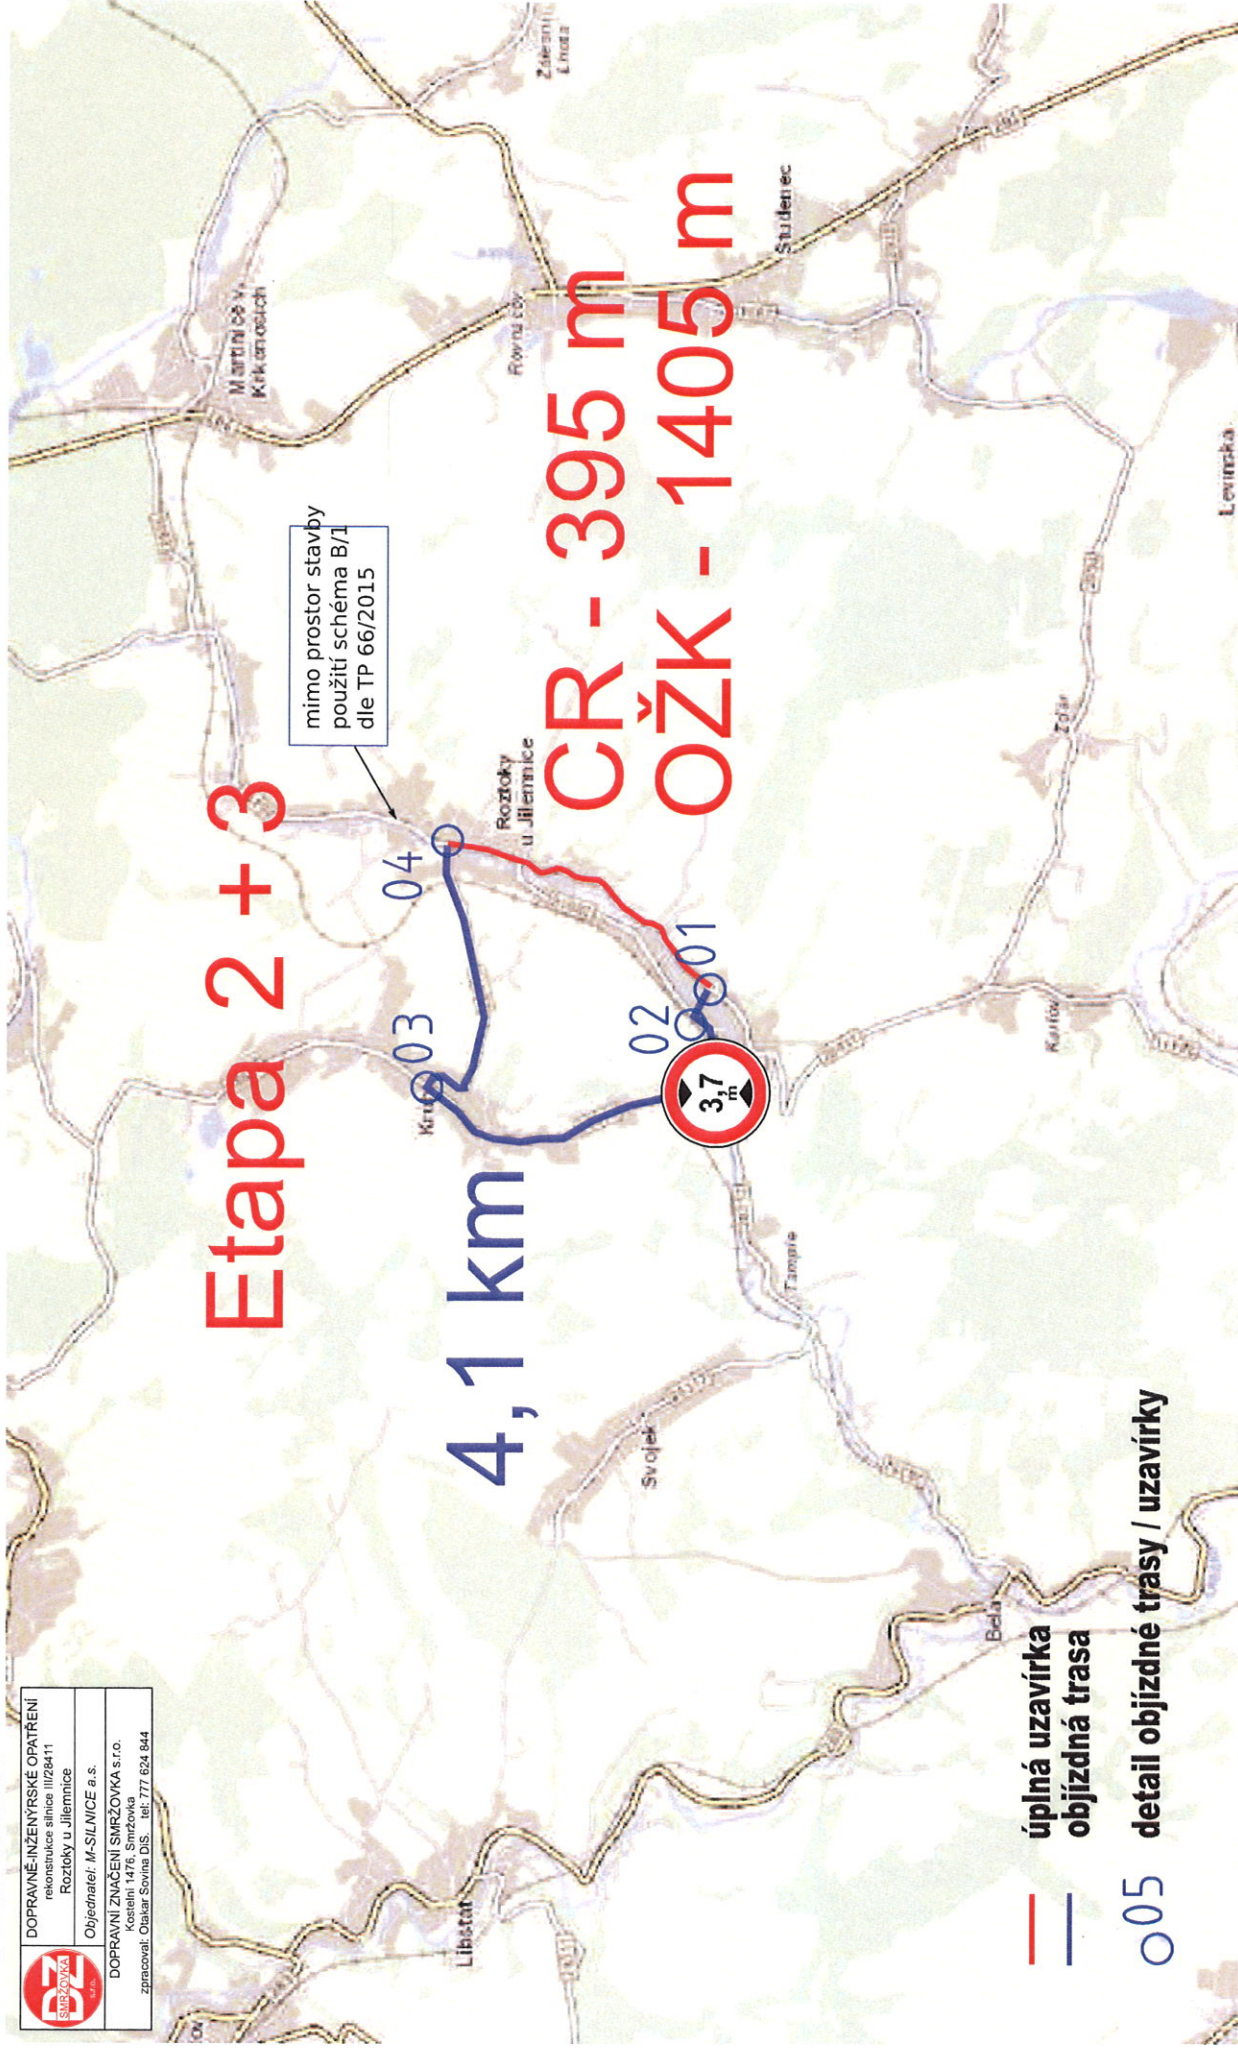 DOPRAVNĚ-INŽENÝRSKÉ OPATŘENÍ
rekonstrukce silnice III/28411
Roztoky u Jilemnice
Objednatel: M-SILNICE a.s.
DOPRAVNÍ ZNAČENÍ SMRŽOVKA s.r.o.
Kostelní 1476, Smržovka
zpracoval: Otakar Sovina DiS. tel: 777 624 844
DZ
SMRŽOVKA
s.r.o.
Etapa 2 + 3
mimo prostor stavby
použití schéma B/1
dle TP 66/2015
Martinice v
Krkonoších
04
03
Roztoky
u Jilemnice
4,1 km
CR - 395 m
OŽK - 1405 m
02
01
3,7
m
Studenec
Svojek
Tample
Žďár
Libštát
Bělá
Levínská
úplná uzavírka
objízdná trasa
05 detail objízdné trasy / uzavírky